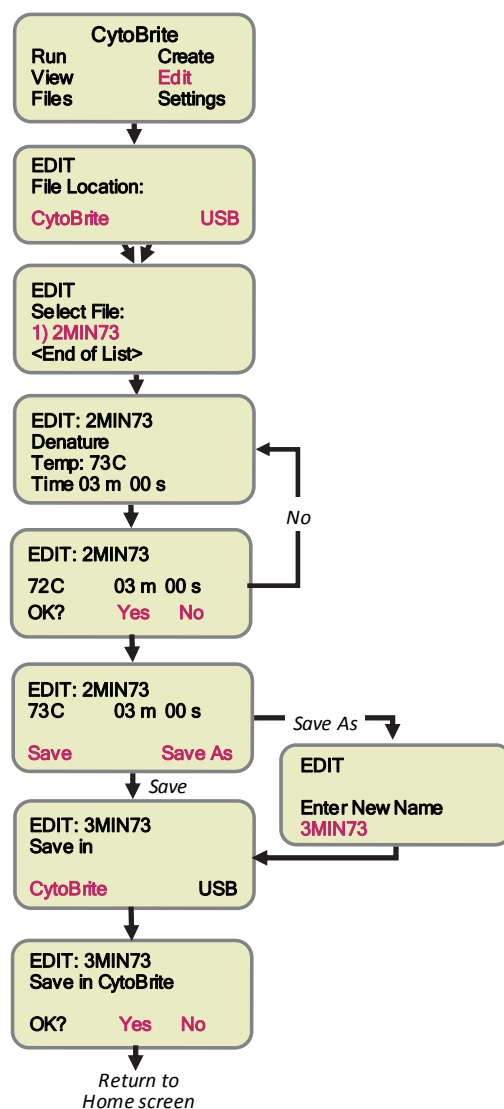 CytoBrite
Run Create
View Edit
Files Settings
EDIT
File Location:
CytoBrite USB
EDIT
Select File:
1) 2MIN73
<End of List>
EDIT: 2MIN73
Denature
Temp: 73C
Time 03 m 00 s
No
EDIT: 2MIN73
72C 03 m 00 s
OK? Yes No
EDIT: 2MIN73
73C 03 m 00 s
Save Save As
Save As
EDIT
Enter New Name
3MIN73
Save
EDIT: 3MIN73
Save in
CytoBrite USB
EDIT: 3MIN73
Save in CytoBrite
OK? Yes No
Return to
Home screen